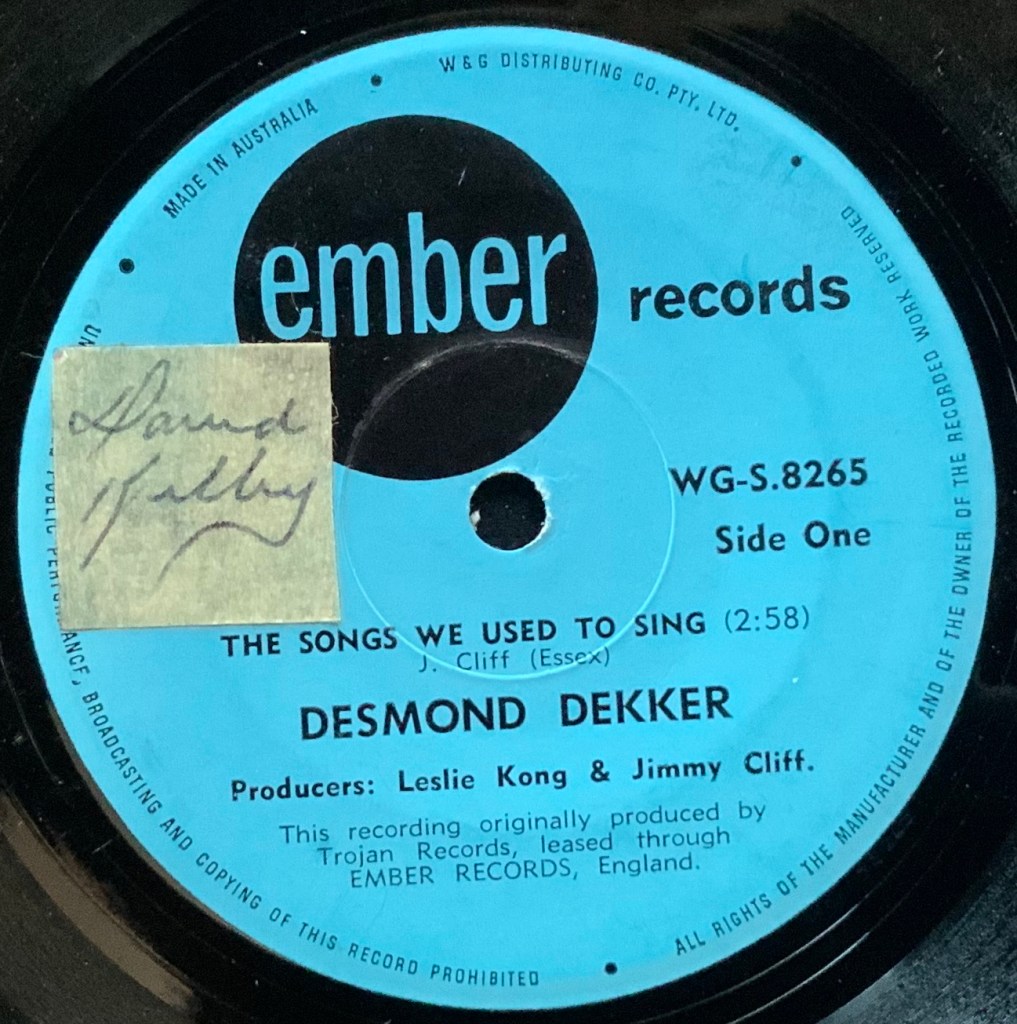 W & G DISTRIBUTING CO. PTY. LTD.
MADE IN AUSTRALIA
ember records
David
WG-S.8265
Side One
THE SONGS WE USED TO SING (2:58)
J. Cliff (Essex)
DESMOND DEKKER
Producers: Leslie Kong & Jimmy Cliff.
This recording originally produced by
Trojan Records, leased through
EMBER RECORDS, England.
ALL RIGHTS OF THE MANUFACTURER AND OF THE OWNER OF THE RECORDED WORK RESERVED
PUBLIC BROADCASTING AND COPYING OF THIS RECORD PROHIBITED